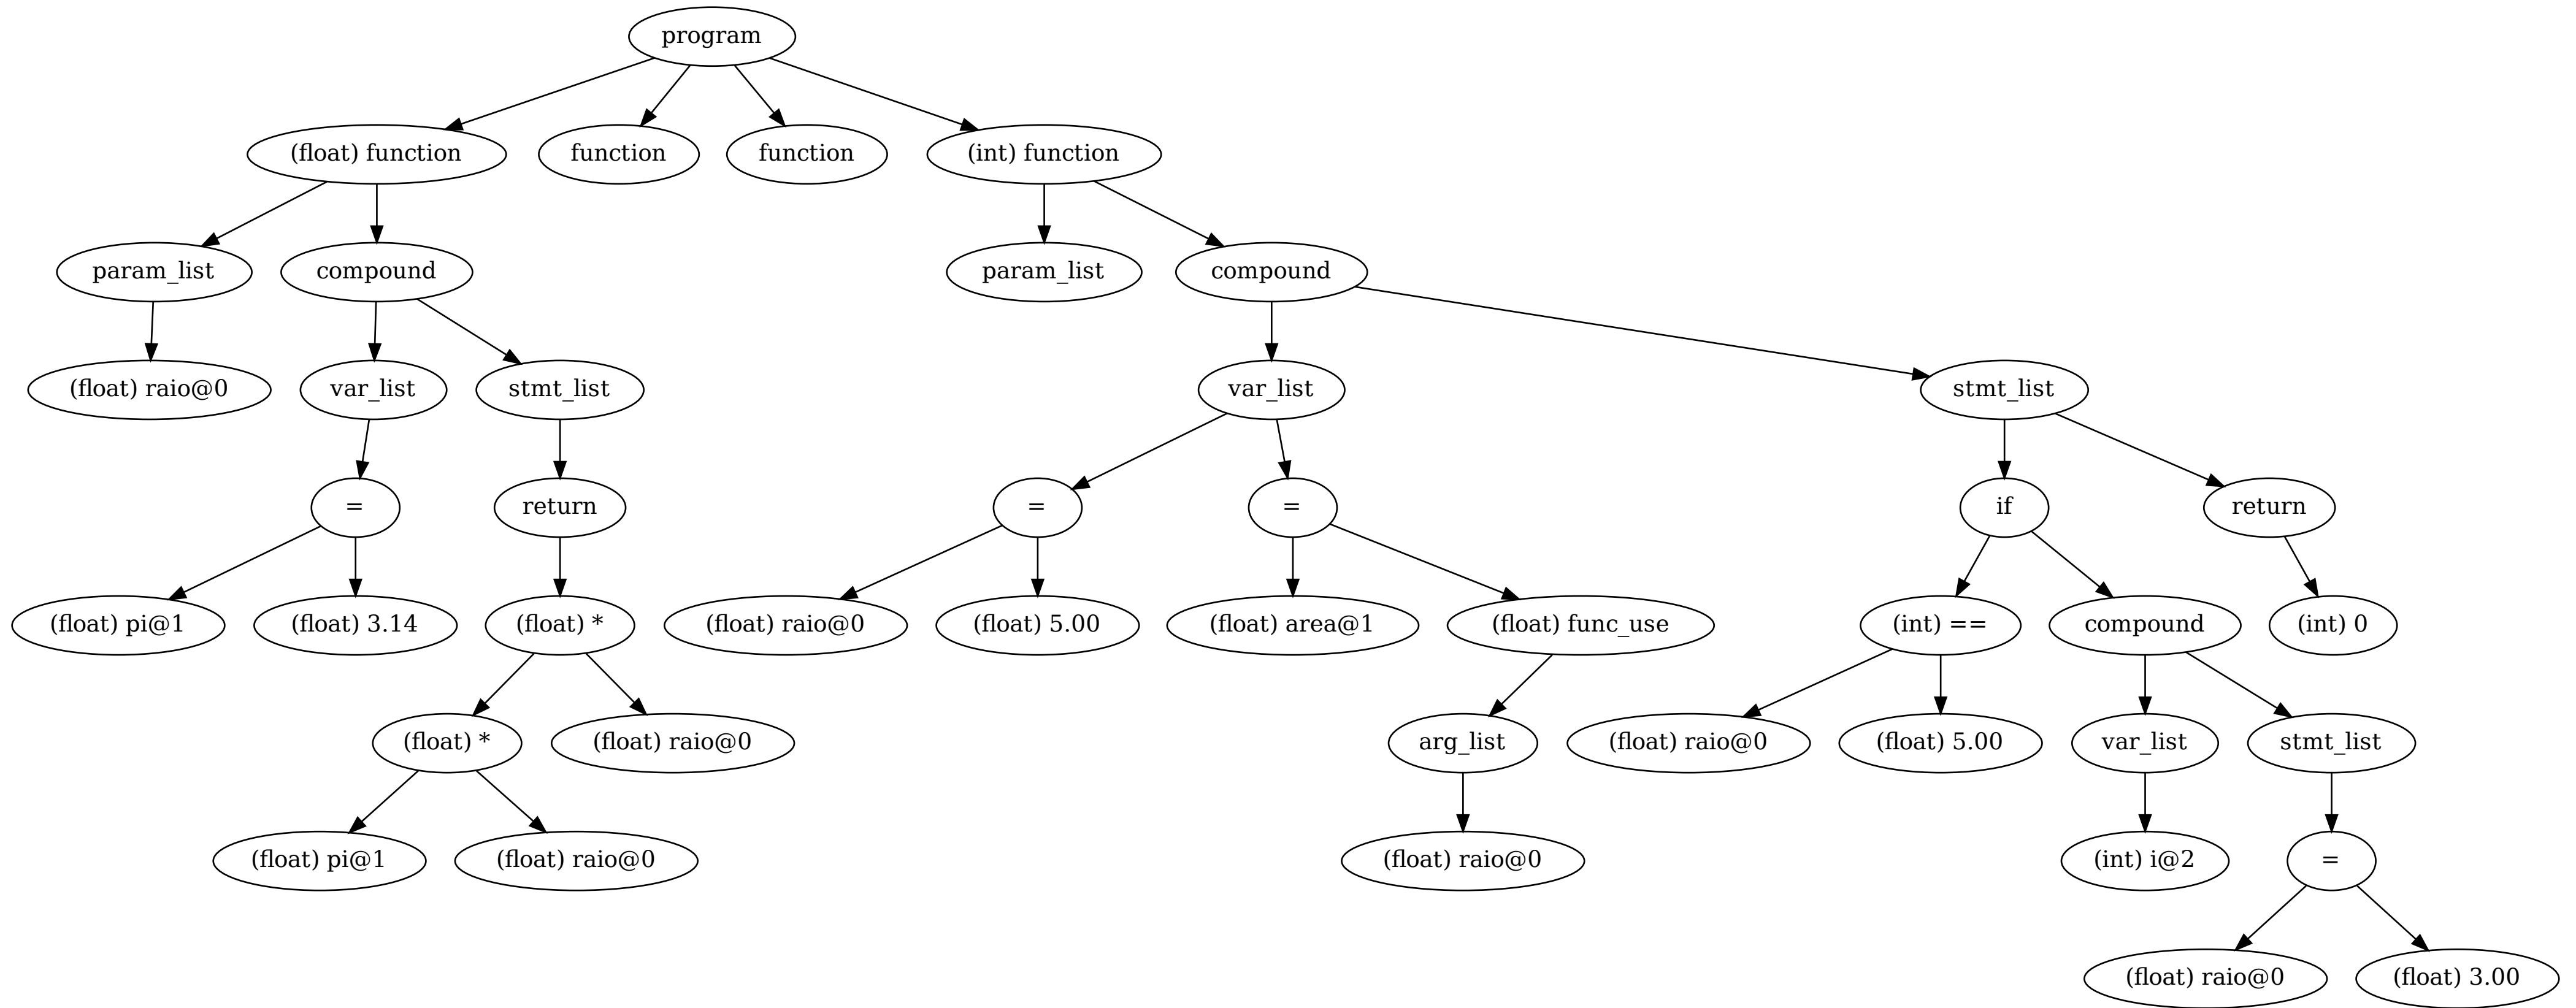 program
(float) function
function
function
(int) function
param_list
compound
param_list
compound
(float) raio@0
var_list
stmt_list
var_list
stmt_list
=
return
=
=
if
return
(float) pi@1
(float) 3.14
(float) *
(float) raio@0
(float) 5.00
(float) area@1
(float) func_use
(int) ==
compound
(int) 0
(float) *
(float) raio@0
arg_list
(float) raio@0
(float) 5.00
var_list
stmt_list
(float) pi@1
(float) raio@0
(float) raio@0
(int) i@2
=
(float) raio@0
(float) 3.00